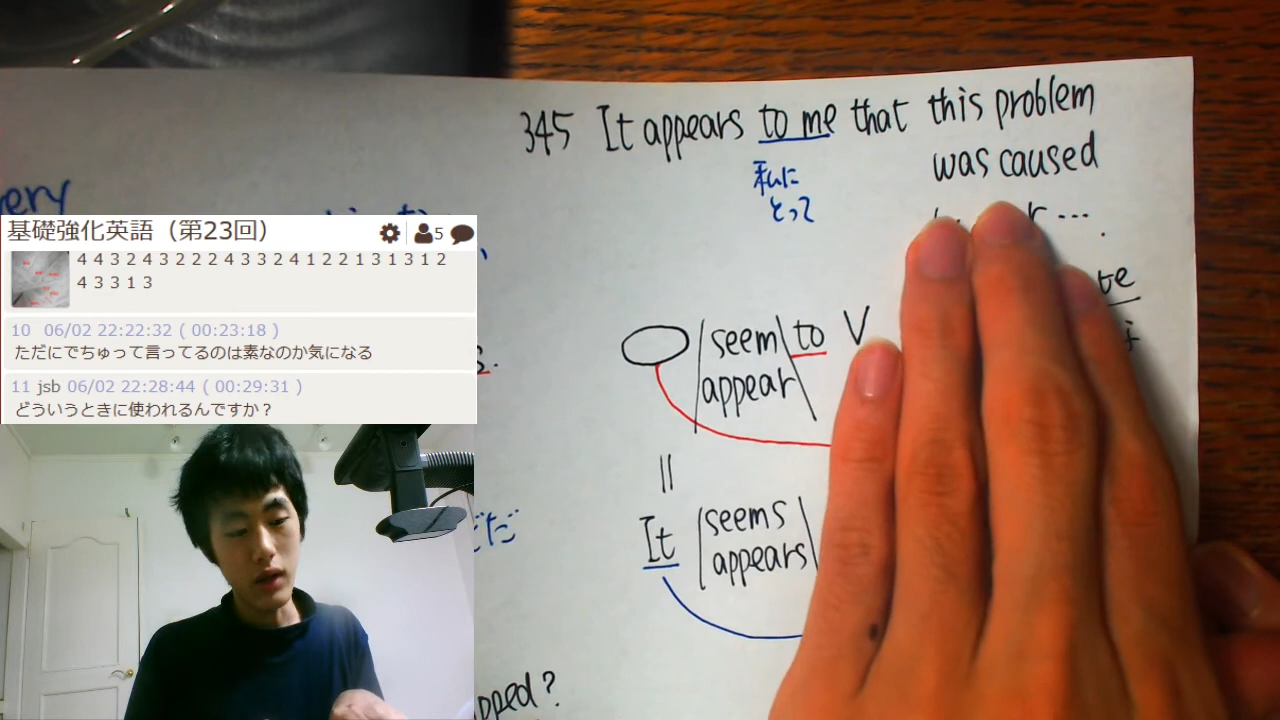 345 It appears to me that this problem
was caused
私に
とって
ery
基礎強化英語（第23回）
5
4 4 3 2 4 3 2 2 2 4 3 3 2 4 1 2 2 1 3 1 3 1 2
4 3 3 1 3
10 06/02 22:22:32 ( 00:23:18 )
ただにでちゅって言ってるのは素なのか気になる
11 jsb 06/02 22:28:44 ( 00:29:31 )
どういうときに使われるんですか？
seem to V
appear
s.
||
It seems
appears
pped?